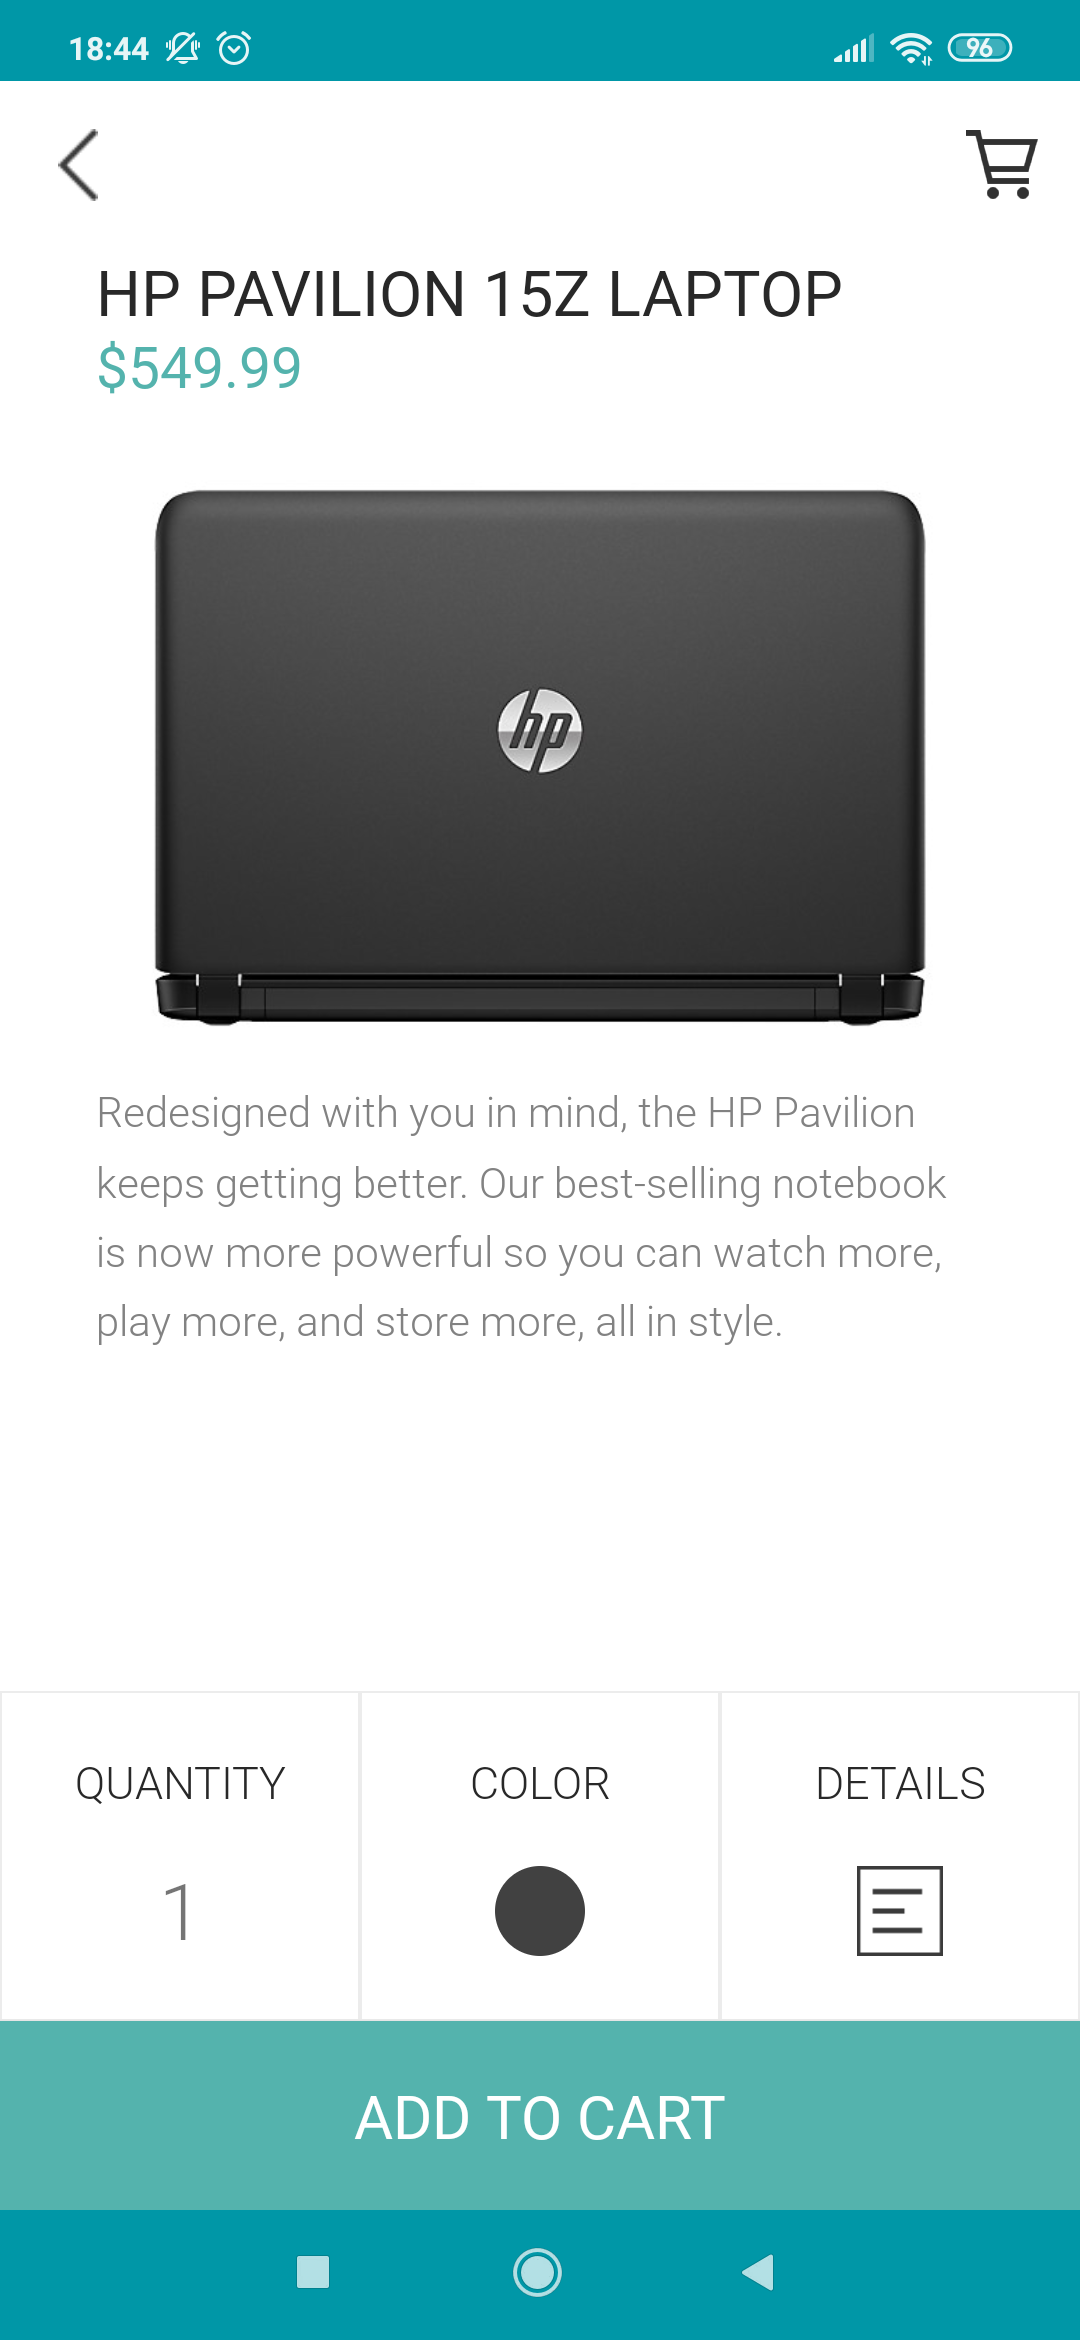 18:44
96
HP PAVILION 15Z LAPTOP
$549.99
hp
Redesigned with you in mind, the HP Pavilion
keeps getting better. Our best-selling notebook
is now more powerful so you can watch more,
play more, and store more, all in style.
QUANTITY COLOR DETAILS
1
ADD TO CART